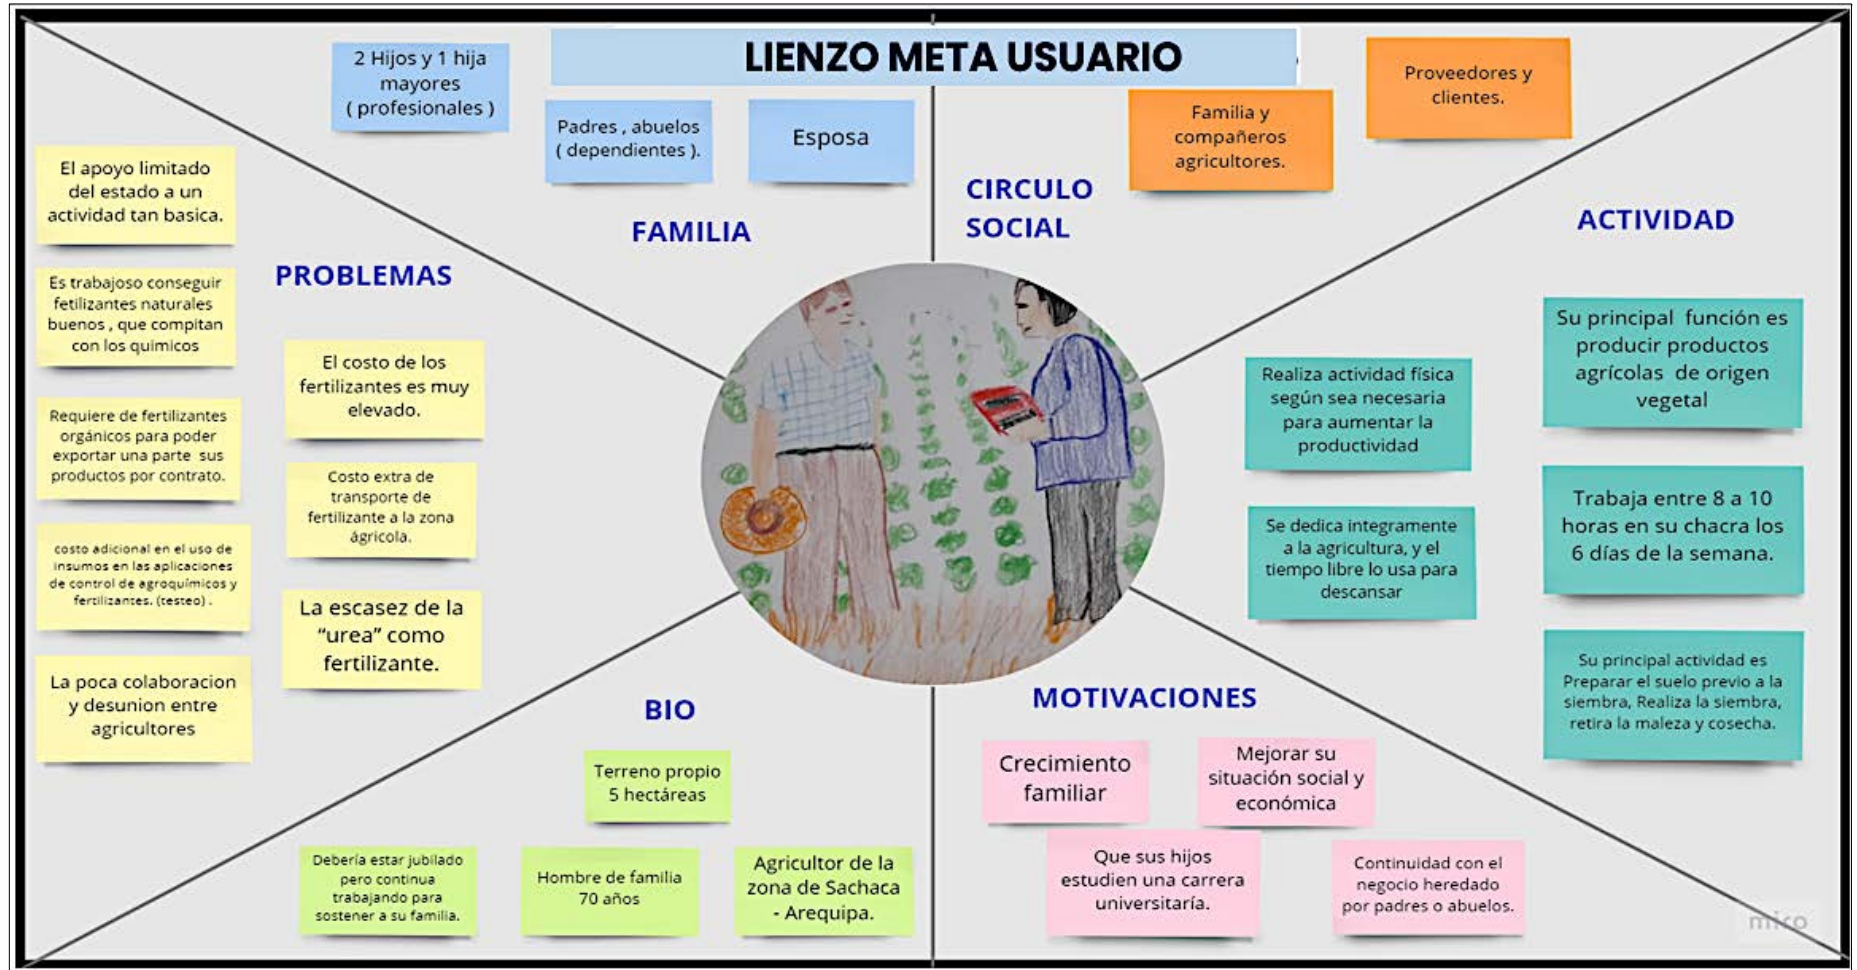 LIENZO META USUARIO
2 Hijos y 1 hija
mayores
( profesionales )
Padres , abuelos
( dependientes ).
Esposa
FAMILIA
CIRCULO
SOCIAL
Familia y
compañeros
agricultores.
Proveedores y
clientes.
ACTIVIDAD
Su principal función es
producir productos
agrícolas de origen
vegetal
Realiza actividad física
según sea necesaria
para aumentar la
productividad
Trabaja entre 8 a 10
horas en su chacra los
6 días de la semana.
Se dedica integramente
a la agricultura, y el
tiempo libre lo usa para
descansar
Su principal actividad es
Preparar el suelo previo a la
siembra, Realiza la siembra,
retira la maleza y cosecha.
PROBLEMAS
El apoyo limitado
del estado a un
actividad tan basica.
Es trabajoso conseguir
fetilizantes naturales
buenos , que compitan
con los quimicos
Requiere de fertilizantes
orgánicos para poder
exportar una parte sus
productos por contrato.
costo adicional en el uso de
insumos en las aplicaciones
de control de agroquímicos y
fertilizantes. (testeo) .
La poca colaboracion
y desunion entre
agricultores
El costo de los
fertilizantes es muy
elevado.
Costo extra de
transporte de
fertilizante a la zona
ágricola.
La escasez de la
“urea” como
fertilizante.
BIO
Terreno propio
5 hectáreas
Debería estar jubilado
pero continua
trabajando para
sostener a su familia.
Hombre de familia
70 años
Agricultor de la
zona de Sachaca
- Arequipa.
MOTIVACIONES
Crecimiento
familiar
Mejorar su
situación social y
económica
Que sus hijos
estudien una carrera
universitaría.
Continuidad con el
negocio heredado
por padres o abuelos.
miro